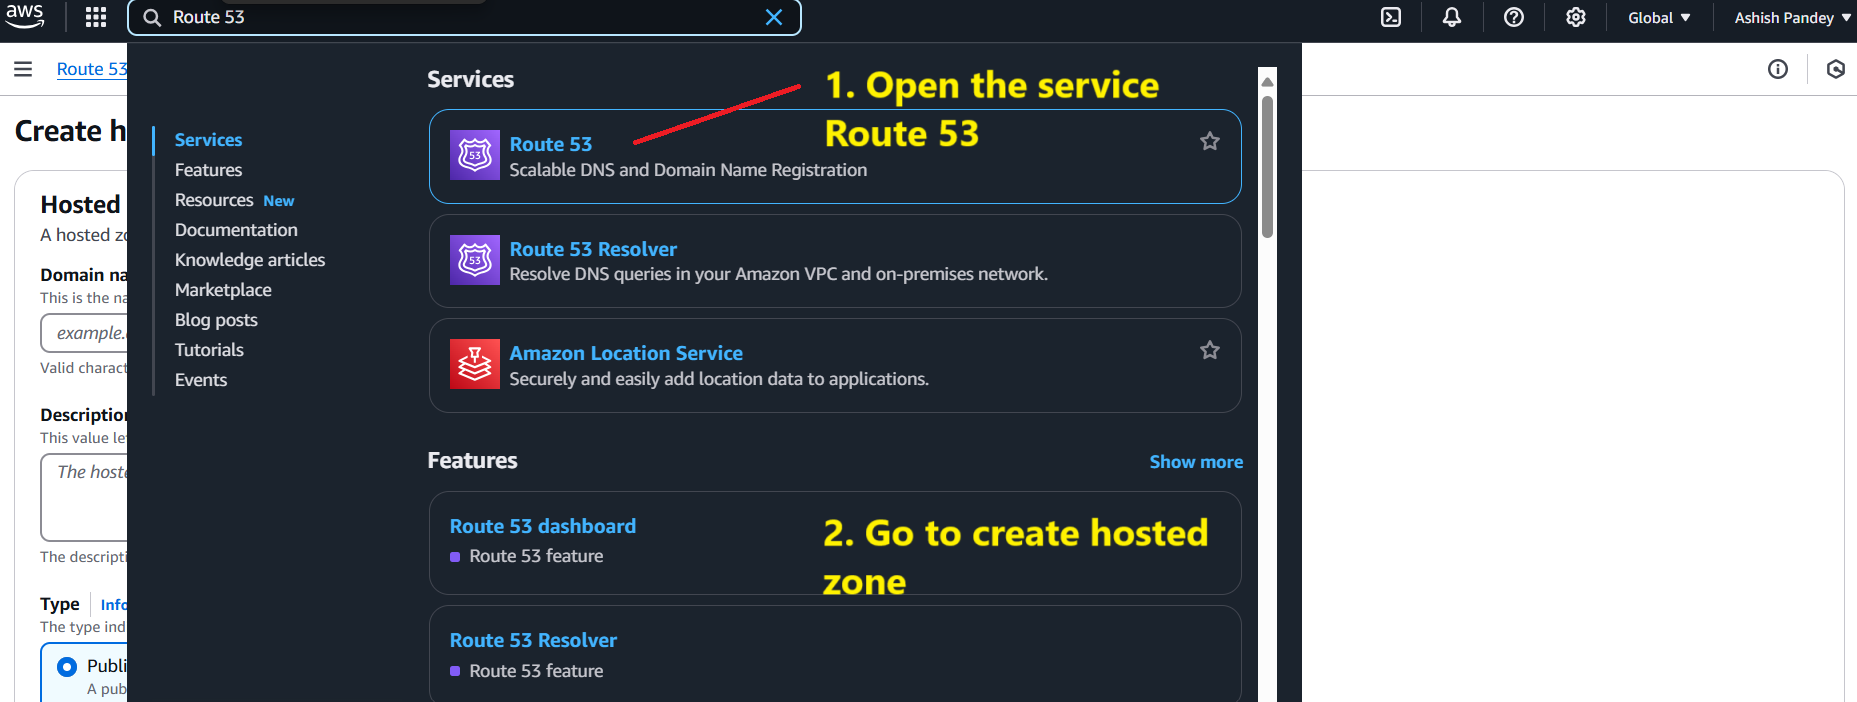 aws
Route 53
Global
Ashish Pandey
Route 53
Create h
Hosted
A hosted zo
Domain na
This is the na
example.
Valid charact
Description
This value le
The hoste
The descripti
Type
Info
The type ind
Publi
A pub
Services
Features
Resources New
Documentation
Knowledge articles
Marketplace
Blog posts
Tutorials
Events
Services
1. Open the service
Route 53
53
Route 53
Scalable DNS and Domain Name Registration
53
Route 53 Resolver
Resolve DNS queries in your Amazon VPC and on-premises network.
Amazon Location Service
Securely and easily add location data to applications.
Features
Show more
Route 53 dashboard
Route 53 feature
2. Go to create hosted
zone
Route 53 Resolver
Route 53 feature